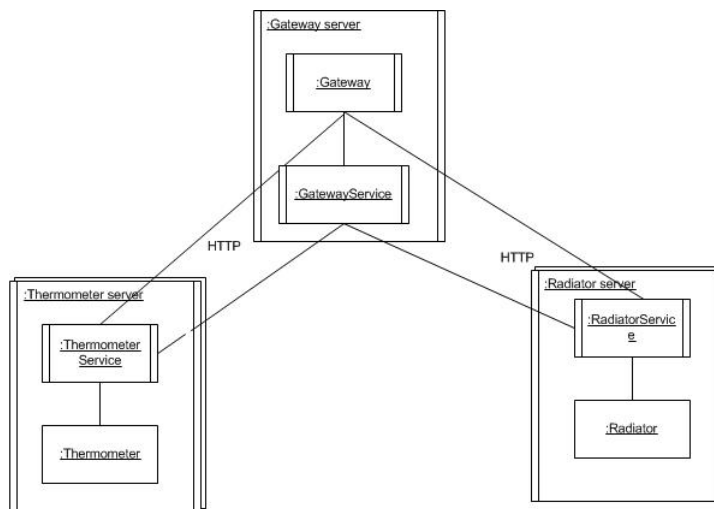 :Gateway server
:Gateway
:GatewayService
HTTP
HTTP
:Thermometer server
:Radiator server
:Thermometer
Service
:RadiatorServic
e
:Thermometer
:Radiator